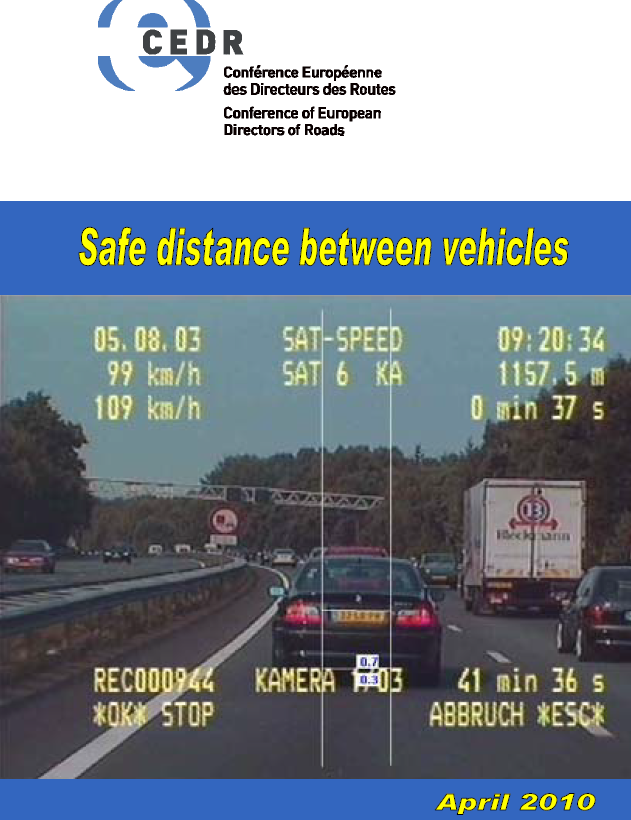 CEDR
Conférence Européenne
des Directeurs des Routes
Conference of European
Directors of Roads
Safe distance between vehicles
05.08.03 SAT-SPEED 09:20:34
99 km/h SAT 6 KA 1157.5 m
109 km/h 0 min 37 s
13
Bleckmann
0.7
0.3
REC000944 KAMERA 1/03 41 min 36 s
*OK* STOP ABBRUCH *ESC*
April 2010